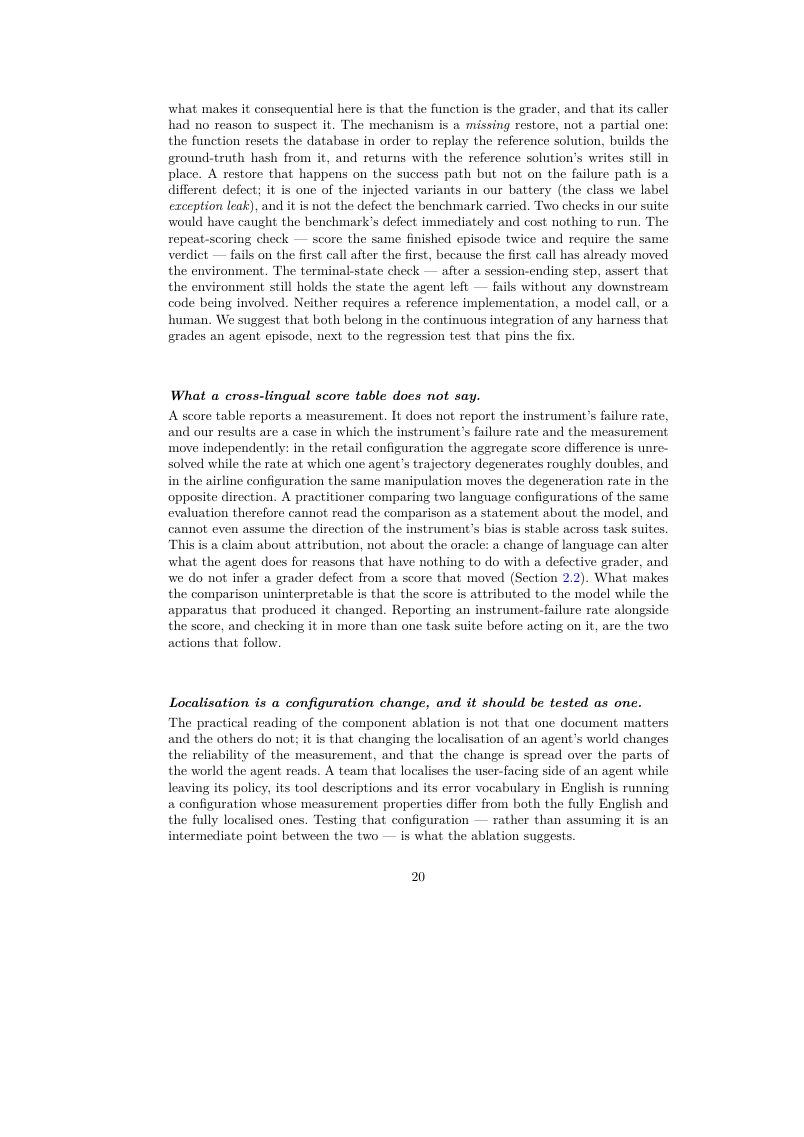 what makes it consequential here is that the function is the grader, and that its caller
had no reason to suspect it. The mechanism is a missing restore, not a partial one:
the function resets the database in order to replay the reference solution, builds the
ground-truth hash from it, and returns with the reference solution's writes still in
place. A restore that happens on the success path but not on the failure path is a
different defect; it is one of the injected variants in our battery (the class we label
exception leak), and it is not the defect the benchmark carried. Two checks in our suite
would have caught the benchmark's defect immediately and cost nothing to run. The
repeat-scoring check — score the same finished episode twice and require the same
verdict — fails on the first call after the first, because the first call has already moved
the environment. The terminal-state check — after a session-ending step, assert that
the environment still holds the state the agent left — fails without any downstream
code being involved. Neither requires a reference implementation, a model call, or a
human. We suggest that both belong in the continuous integration of any harness that
grades an agent episode, next to the regression test that pins the fix.
What a cross-lingual score table does not say.
A score table reports a measurement. It does not report the instrument's failure rate,
and our results are a case in which the instrument's failure rate and the measurement
move independently: in the retail configuration the aggregate score difference is unre-
solved while the rate at which one agent's trajectory degenerates roughly doubles, and
in the airline configuration the same manipulation moves the degeneration rate in the
opposite direction. A practitioner comparing two language configurations of the same
evaluation therefore cannot read the comparison as a statement about the model, and
cannot even assume the direction of the instrument's bias is stable across task suites.
This is a claim about attribution, not about the oracle: a change of language can alter
what the agent does for reasons that have nothing to do with a defective grader, and
we do not infer a grader defect from a score that moved (Section 2.2). What makes
the comparison uninterpretable is that the score is attributed to the model while the
apparatus that produced it changed. Reporting an instrument-failure rate alongside
the score, and checking it in more than one task suite before acting on it, are the two
actions that follow.
Localisation is a configuration change, and it should be tested as one.
The practical reading of the component ablation is not that one document matters
and the others do not; it is that changing the localisation of an agent's world changes
the reliability of the measurement, and that the change is spread over the parts of
the world the agent reads. A team that localises the user-facing side of an agent while
leaving its policy, its tool descriptions and its error vocabulary in English is running
a configuration whose measurement properties differ from both the fully English and
the fully localised ones. Testing that configuration — rather than assuming it is an
intermediate point between the two — is what the ablation suggests.
20